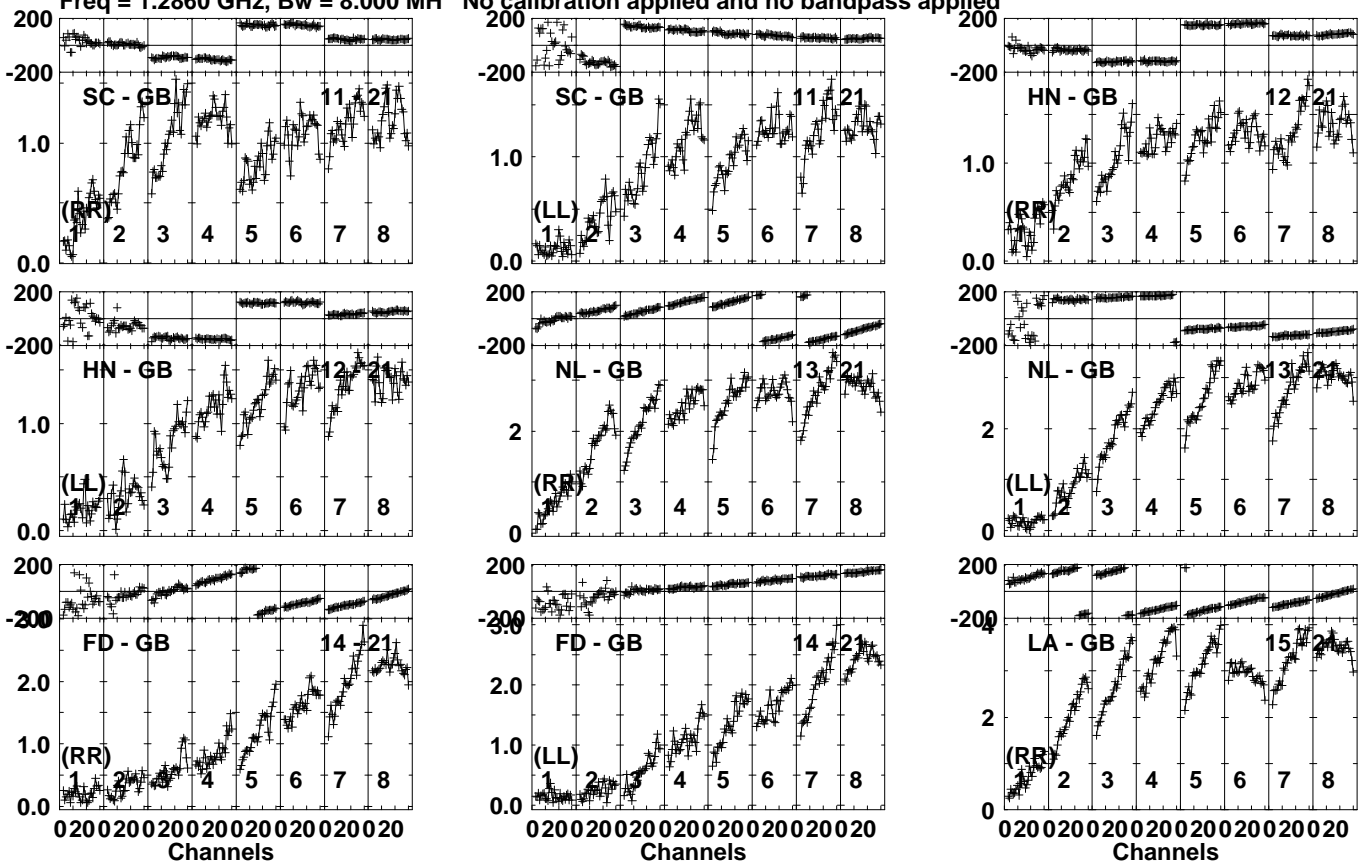 Freq = 1.2860 GHz, Bw = 8.000 MH No calibration applied and no bandpass applied
200 200 200
-200 -200 -200
SC - GB 11 - 21 SC - GB 11 - 21 HN - GB 12 - 21
1.0 1.0 1.0
(RR) (LL) (RR)
1 2 3 4 5 6 7 8 1 2 3 4 5 6 7 8 1 2 3 4 5 6 7 8
0.0 0.0 0.0
200 200 200
-200 -200 -200
HN - GB 12 - 21 NL - GB 13 - 21 NL - GB 13 - 21
1.0 2 2
(LL) (RR) (LL)
1 2 3 4 5 6 7 8 1 2 3 4 5 6 7 8 1 2 3 4 5 6 7 8
0.0 0 0
200 200 200
-200 -200 -200
3.0 3.0 4
FD - GB 14 - 21 FD - GB 14 - 21 LA - GB 15 - 21
2.0 2.0 2
1.0 1.0
(RR) (LL) (RR)
1 2 3 4 5 6 7 8 1 2 3 4 5 6 7 8 1 2 3 4 5 6 7 8
0.0 0.0 0
0 20 0 20 0 20 0 20 0 20 0 20 0 20 0 20 0 20 0 20 0 20 0 20 0 20 0 20 0 20 0 20 0 20 0 20 0 20 0 20 0 20 0 20 0 20 0 20
Channels Channels Channels